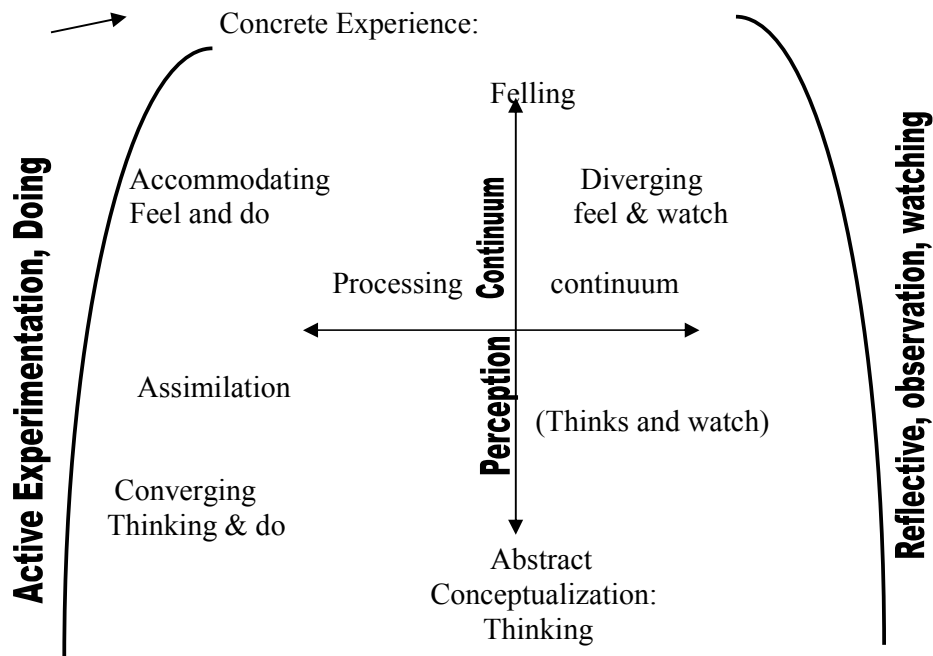 Concrete Experience:
Felling
Active Experimentation, Doing
Accommodating
Feel and do
Diverging
feel & watch
Reflective, observation, watching
Processing
continuum
Perception Continuum
Assimilation
(Thinks and watch)
Converging
Thinking & do
Abstract
Conceptualization:
Thinking